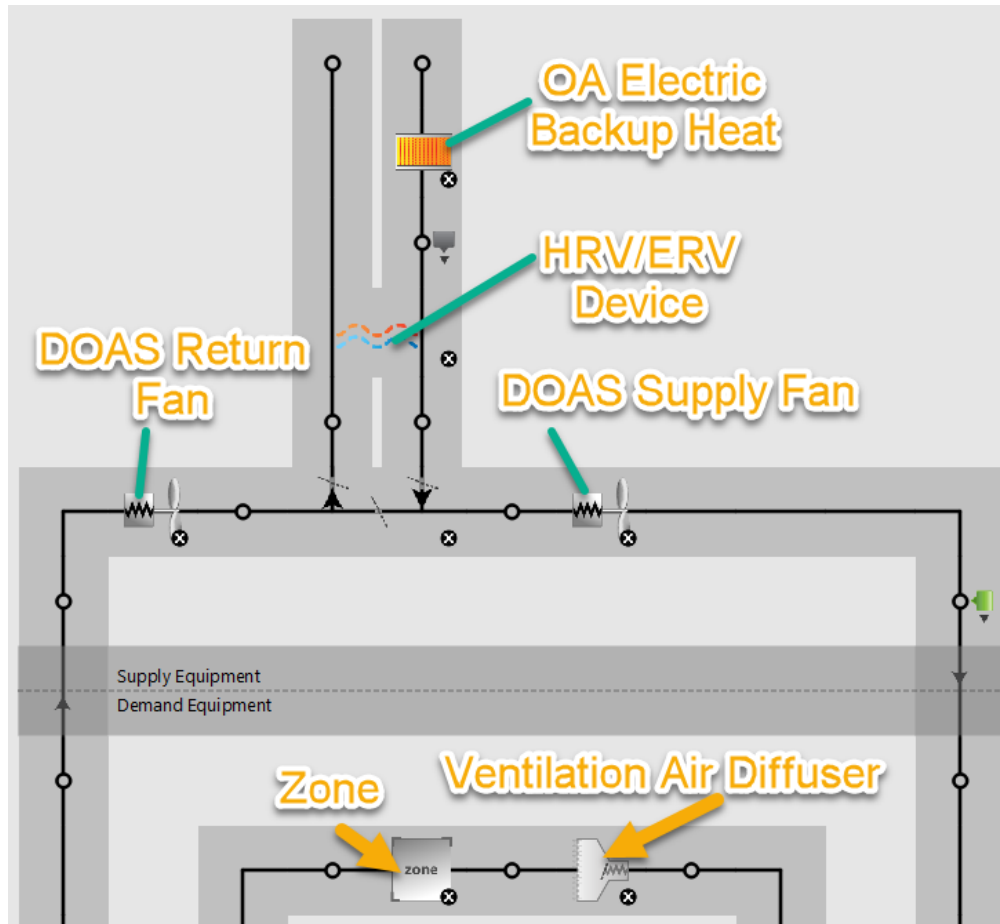 OA Electric
Backup Heat
HRV/ERV
Device
DOAS Return
Fan
DOAS Supply Fan
Supply Equipment
Demand Equipment
Ventilation Air Diffuser
Zone
zone